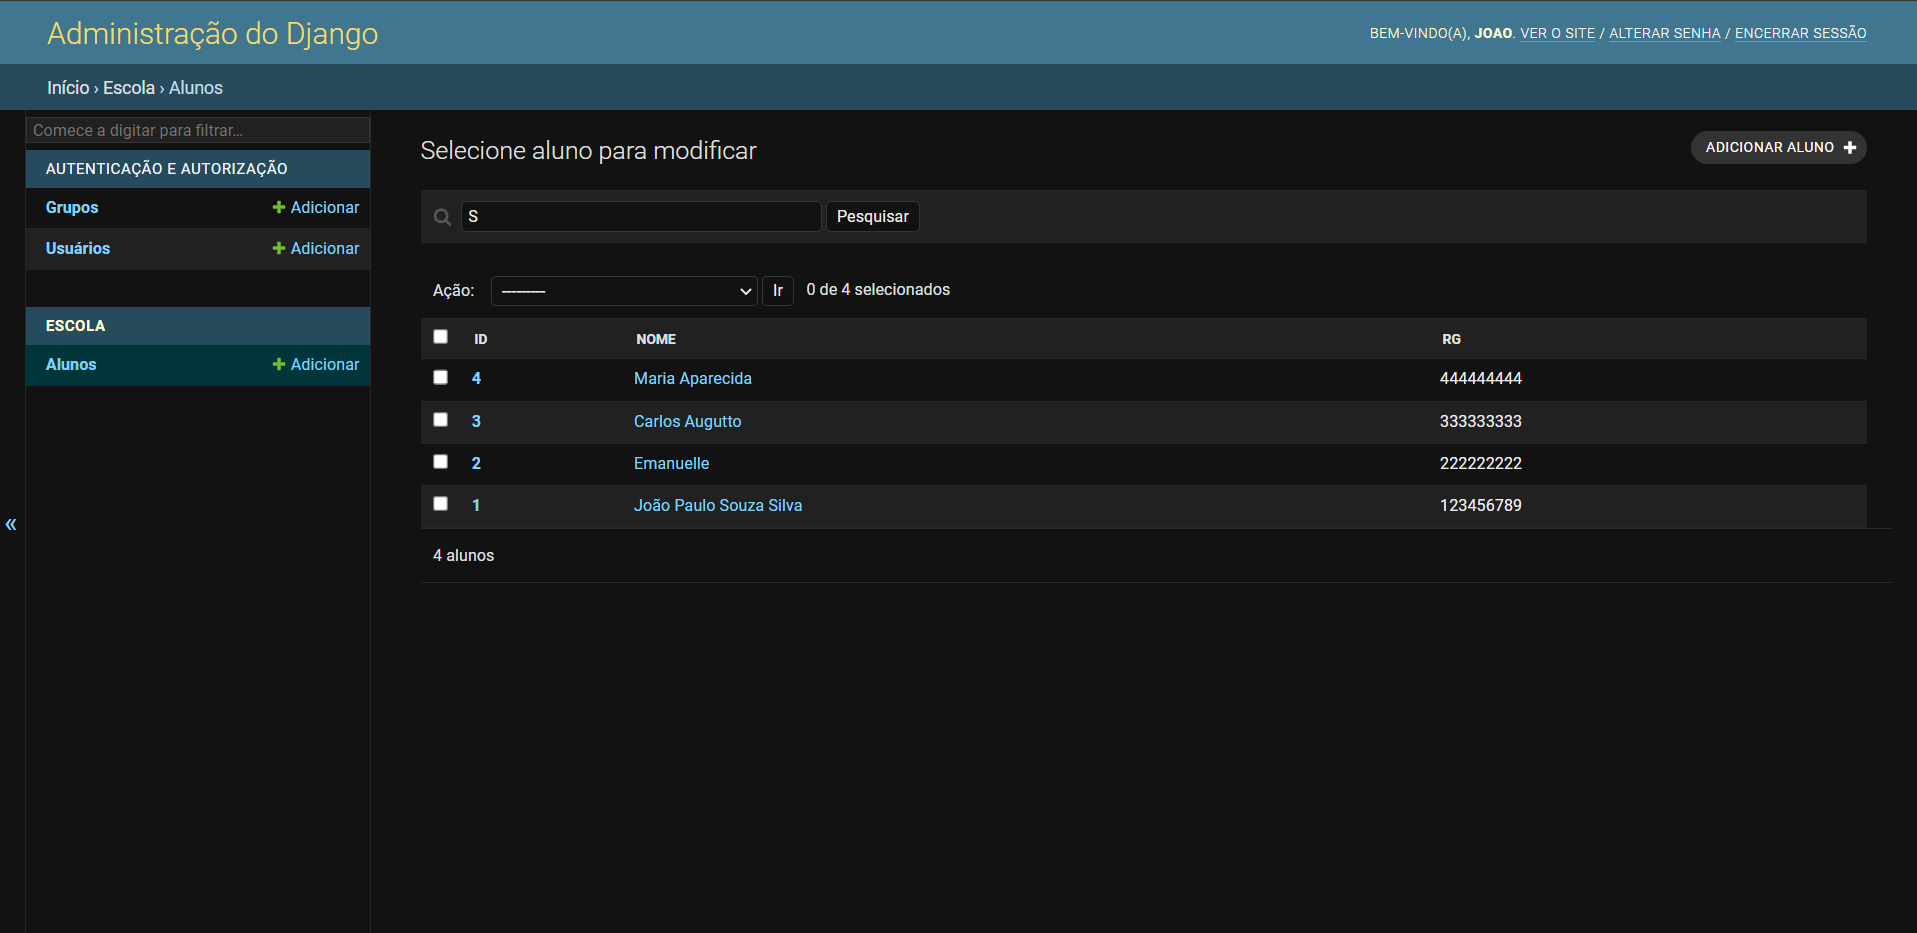 Administração do Django
BEM-VINDO(A), JOAO. VER O SITE / ALTERAR SENHA / ENCERRAR SESSÃO
Início › Escola › Alunos
Comece a digitar para filtrar…
AUTENTICAÇÃO E AUTORIZAÇÃO
Grupos + Adicionar
Usuários + Adicionar
ESCOLA
Alunos + Adicionar
«
Selecione aluno para modificar
ADICIONAR ALUNO +
S Pesquisar
Ação: --------- Ir 0 de 4 selecionados
ID NOME RG
4 Maria Aparecida 444444444
3 Carlos Augutto 333333333
2 Emanuelle 222222222
1 João Paulo Souza Silva 123456789
4 alunos